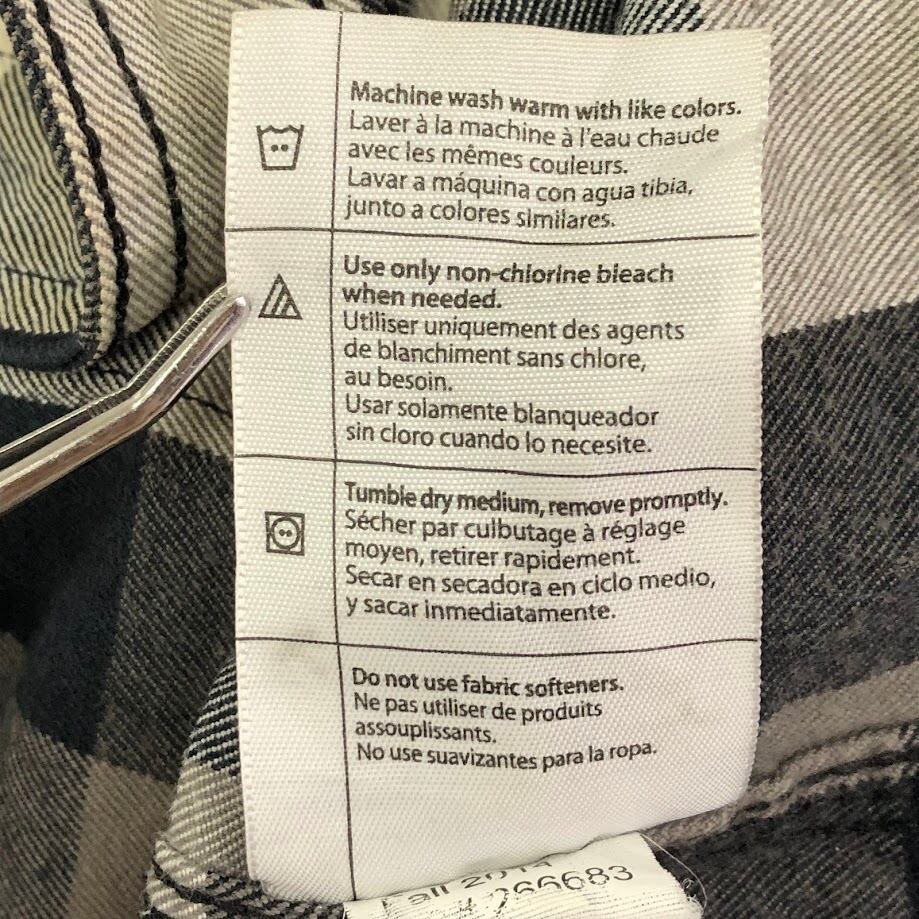 Machine wash warm with like colors.
Laver à la machine à l'eau chaude
avec les mêmes couleurs.
Lavar a máquina con agua tibia,
junto a colores similares.
Use only non-chlorine bleach
when needed.
Utiliser uniquement des agents
de blanchiment sans chlore,
au besoin.
Usar solamente blanqueador
sin cloro cuando lo necesite.
Tumble dry medium, remove promptly.
Sécher par culbutage à réglage
moyen, retirer rapidement.
Secar en secadora en ciclo medio,
y sacar inmediatamente.
Do not use fabric softeners.
Ne pas utiliser de produits
assouplissants.
No use suavizantes para la ropa.